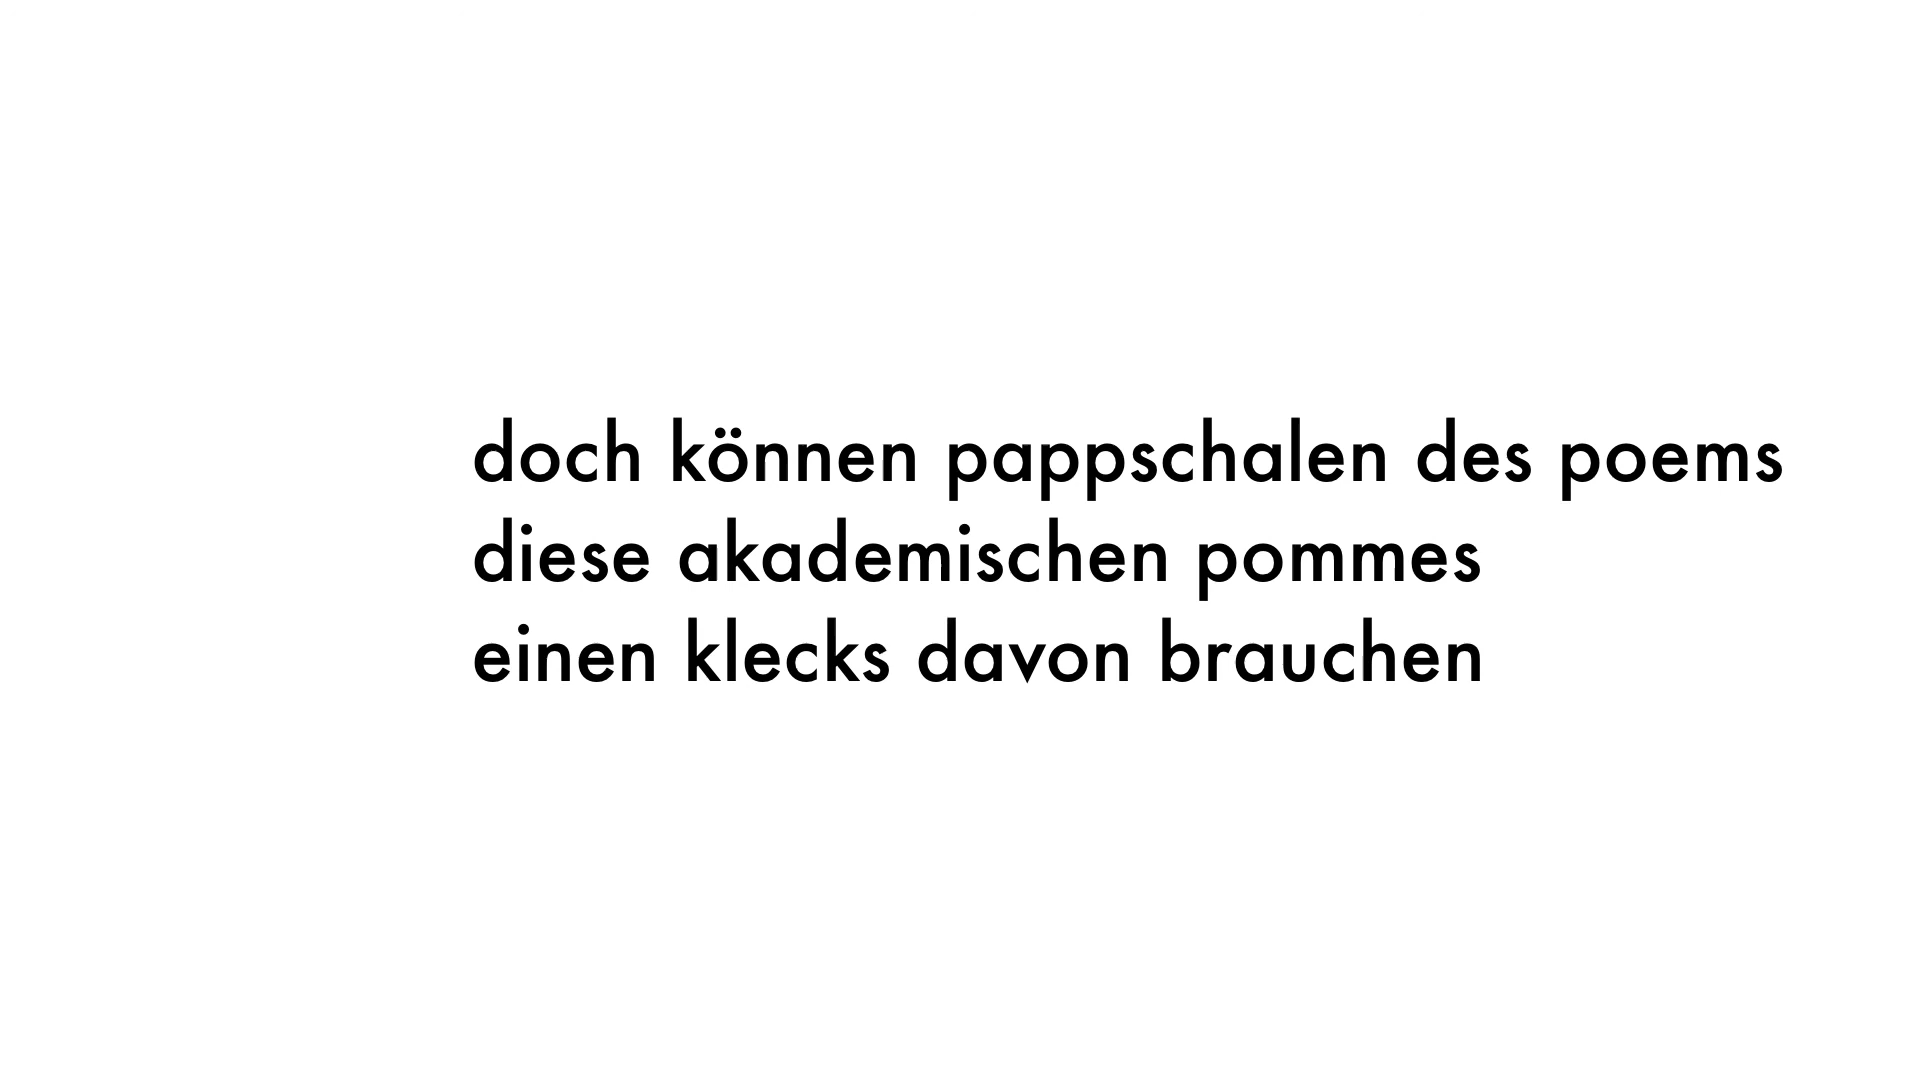 doch können pappschalen des poems
diese akademischen pommes
einen klecks davon brauchen